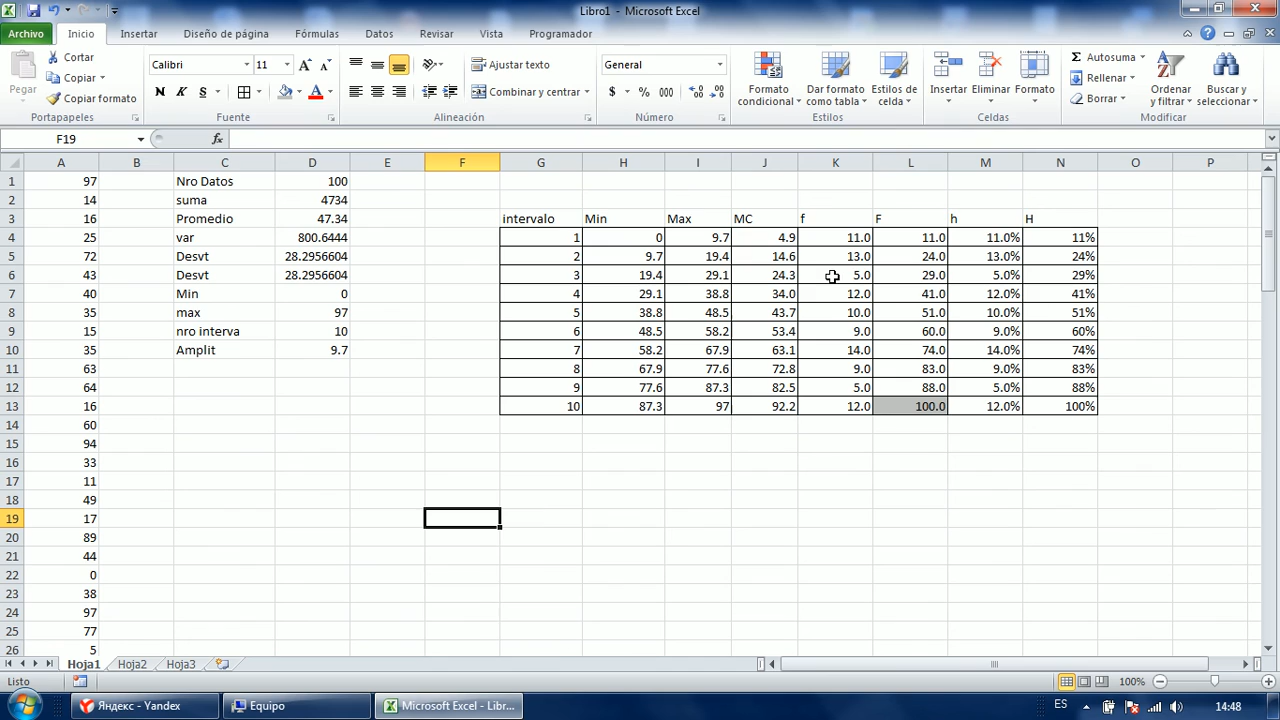 Libro1 - Microsoft Excel
Archivo Inicio Insertar Diseño de página Fórmulas Datos Revisar Vista Programador
Pegar
Cortar
Copiar
Copiar formato
Portapapeles
Calibri 11
N K S
Fuente
Ajustar texto
Combinar y centrar
Alineación
General
$ % 000
Número
Formato condicional
Dar formato como tabla
Estilos de celda
Estilos
Insertar Eliminar Formato
Celdas
Σ Autosuma
Rellenar
Borrar
Ordenar y filtrar
Buscar y seleccionar
Modificar
F19 fx
A B C D E F G H I J K L M N O P
1 97 Nro Datos 100
2 14 suma 4734
3 16 Promedio 47.34 intervalo Min Max MC f F h H
4 25 var 800.6444 1 0 9.7 4.9 11.0 11.0 11.0% 11%
5 72 Desvt 28.2956604 2 9.7 19.4 14.6 13.0 24.0 13.0% 24%
6 43 Desvt 28.2956604 3 19.4 29.1 24.3 5.0 29.0 5.0% 29%
7 40 Min 0 4 29.1 38.8 34.0 12.0 41.0 12.0% 41%
8 35 max 97 5 38.8 48.5 43.7 10.0 51.0 10.0% 51%
9 15 nro interva 10 6 48.5 58.2 53.4 9.0 60.0 9.0% 60%
10 35 Amplit 9.7 7 58.2 67.9 63.1 14.0 74.0 14.0% 74%
11 63 8 67.9 77.6 72.8 9.0 83.0 9.0% 83%
12 64 9 77.6 87.3 82.5 5.0 88.0 5.0% 88%
13 16 10 87.3 97 92.2 12.0 100.0 12.0% 100%
14 60
15 94
16 33
17 11
18 49
19 17
20 89
21 44
22 0
23 38
24 97
25 77
26 5
Hoja1 Hoja2 Hoja3
Listo 100%
Яндекс - Yandex Equipo Microsoft Excel - Libr... ES 14:48